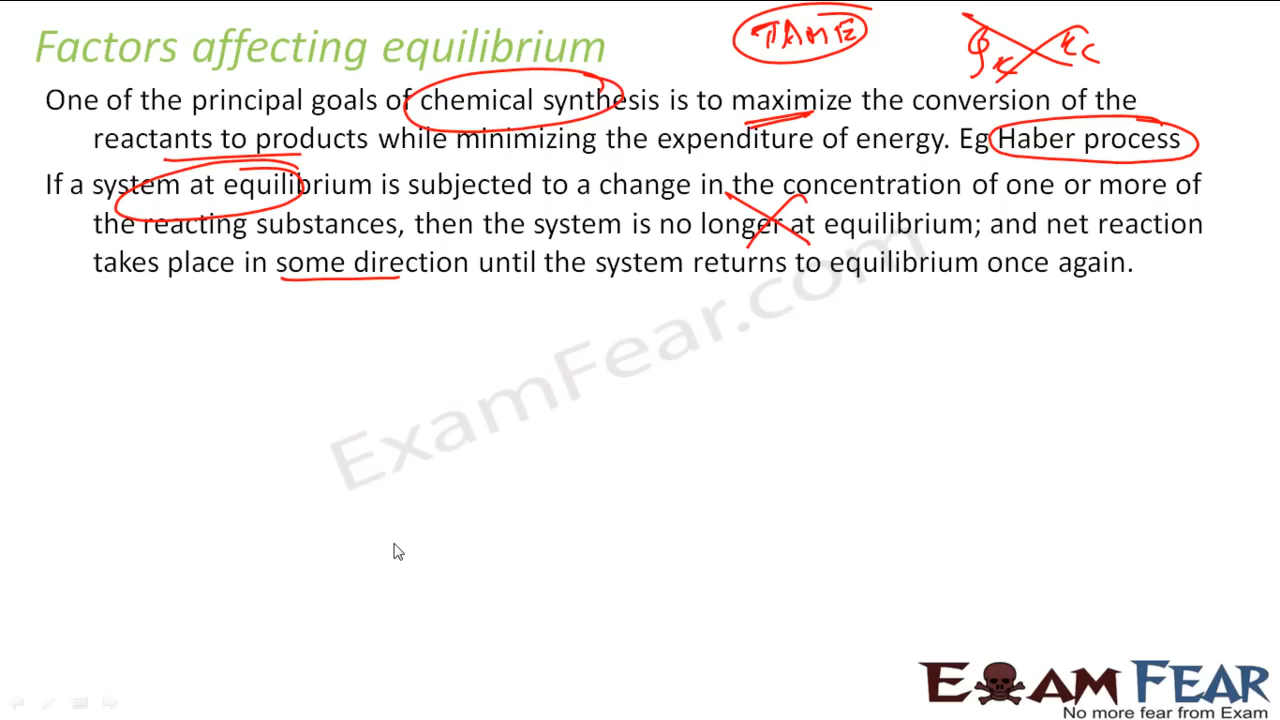 Factors affecting equilibrium
TAME
Kc
One of the principal goals of chemical synthesis is to maximize the conversion of the
reactants to products while minimizing the expenditure of energy. Eg Haber process
If a system at equilibrium is subjected to a change in the concentration of one or more of
the reacting substances, then the system is no longer at equilibrium; and net reaction
takes place in some direction until the system returns to equilibrium once again.
ExamFear.com
EXAM FEAR
No more fear from Exam